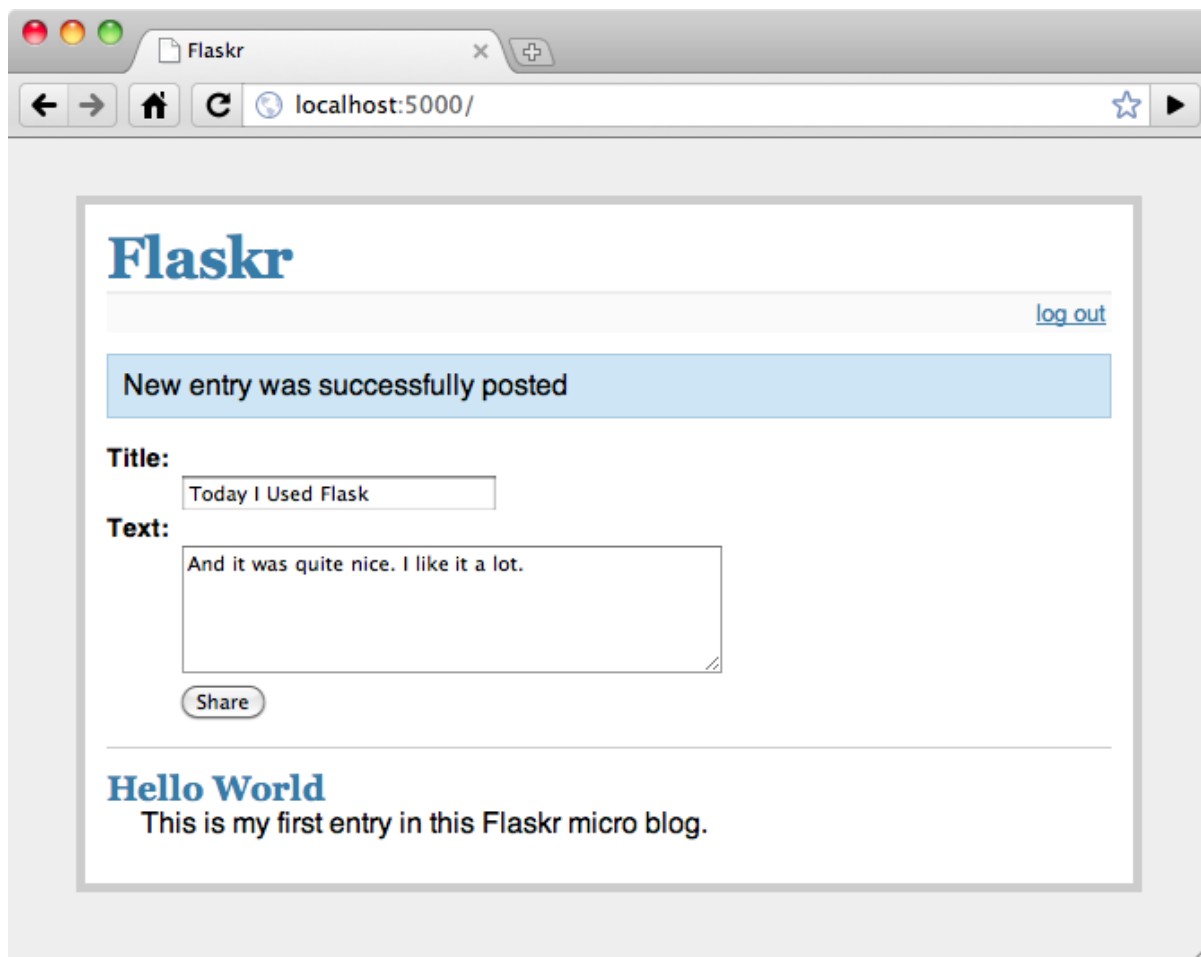 Flaskr
localhost:5000/
Flaskr
log out
New entry was successfully posted
Title:
Today I Used Flask
Text:
And it was quite nice. I like it a lot.
Share
Hello World
This is my first entry in this Flaskr micro blog.